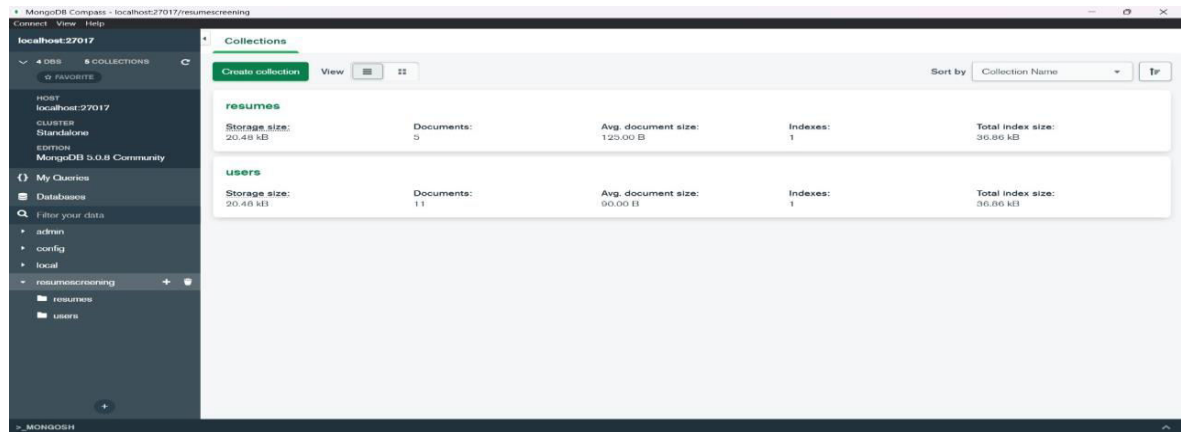 MongoDB Compass - localhost:27017/resumescreening
Connect View Help
localhost:27017
4 DBS 5 COLLECTIONS
FAVORITE
HOST
localhost:27017
CLUSTER
Standalone
EDITION
MongoDB 5.0.8 Community
{} My Queries
Databases
Filter your data
admin
config
local
resumescreening
resumes
users
>_MONGOSH
Collections
Create collection View Sort by Collection Name
resumes
Storage size: Documents: Avg. document size: Indexes: Total index size:
20.48 kB 5 125.00 B 1 36.86 kB
users
Storage size: Documents: Avg. document size: Indexes: Total index size:
20.48 kB 11 90.00 B 1 36.86 kB